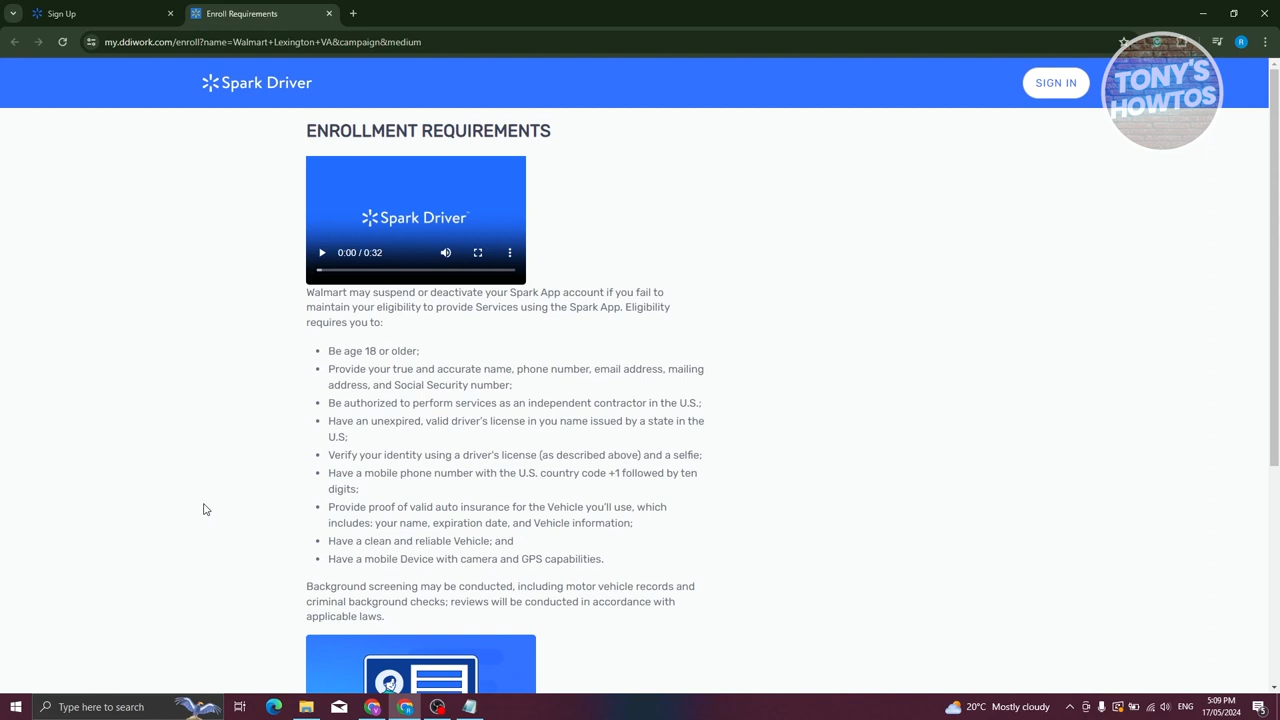 Sign Up
Enroll Requirements
my.ddiwork.com/enroll?name=Walmart+Lexington+VA&campaign&medium
R
Spark Driver
SIGN IN
TONY'S
HOWTOS
ENROLLMENT REQUIREMENTS
Spark Driver™
0:00 / 0:32
Walmart may suspend or deactivate your Spark App account if you fail to
maintain your eligibility to provide Services using the Spark App. Eligibility
requires you to:
• Be age 18 or older;
• Provide your true and accurate name, phone number, email address, mailing
address, and Social Security number;
• Be authorized to perform services as an independent contractor in the U.S.;
• Have an unexpired, valid driver's license in you name issued by a state in the
U.S;
• Verify your identity using a driver's license (as described above) and a selfie;
• Have a mobile phone number with the U.S. country code +1 followed by ten
digits;
• Provide proof of valid auto insurance for the Vehicle you'll use, which
includes: your name, expiration date, and Vehicle information;
• Have a clean and reliable Vehicle; and
• Have a mobile Device with camera and GPS capabilities.
Background screening may be conducted, including motor vehicle records and
criminal background checks; reviews will be conducted in accordance with
applicable laws.
Type here to search
20°C Mostly cloudy
ENG
5:09 PM
17/05/2024
5